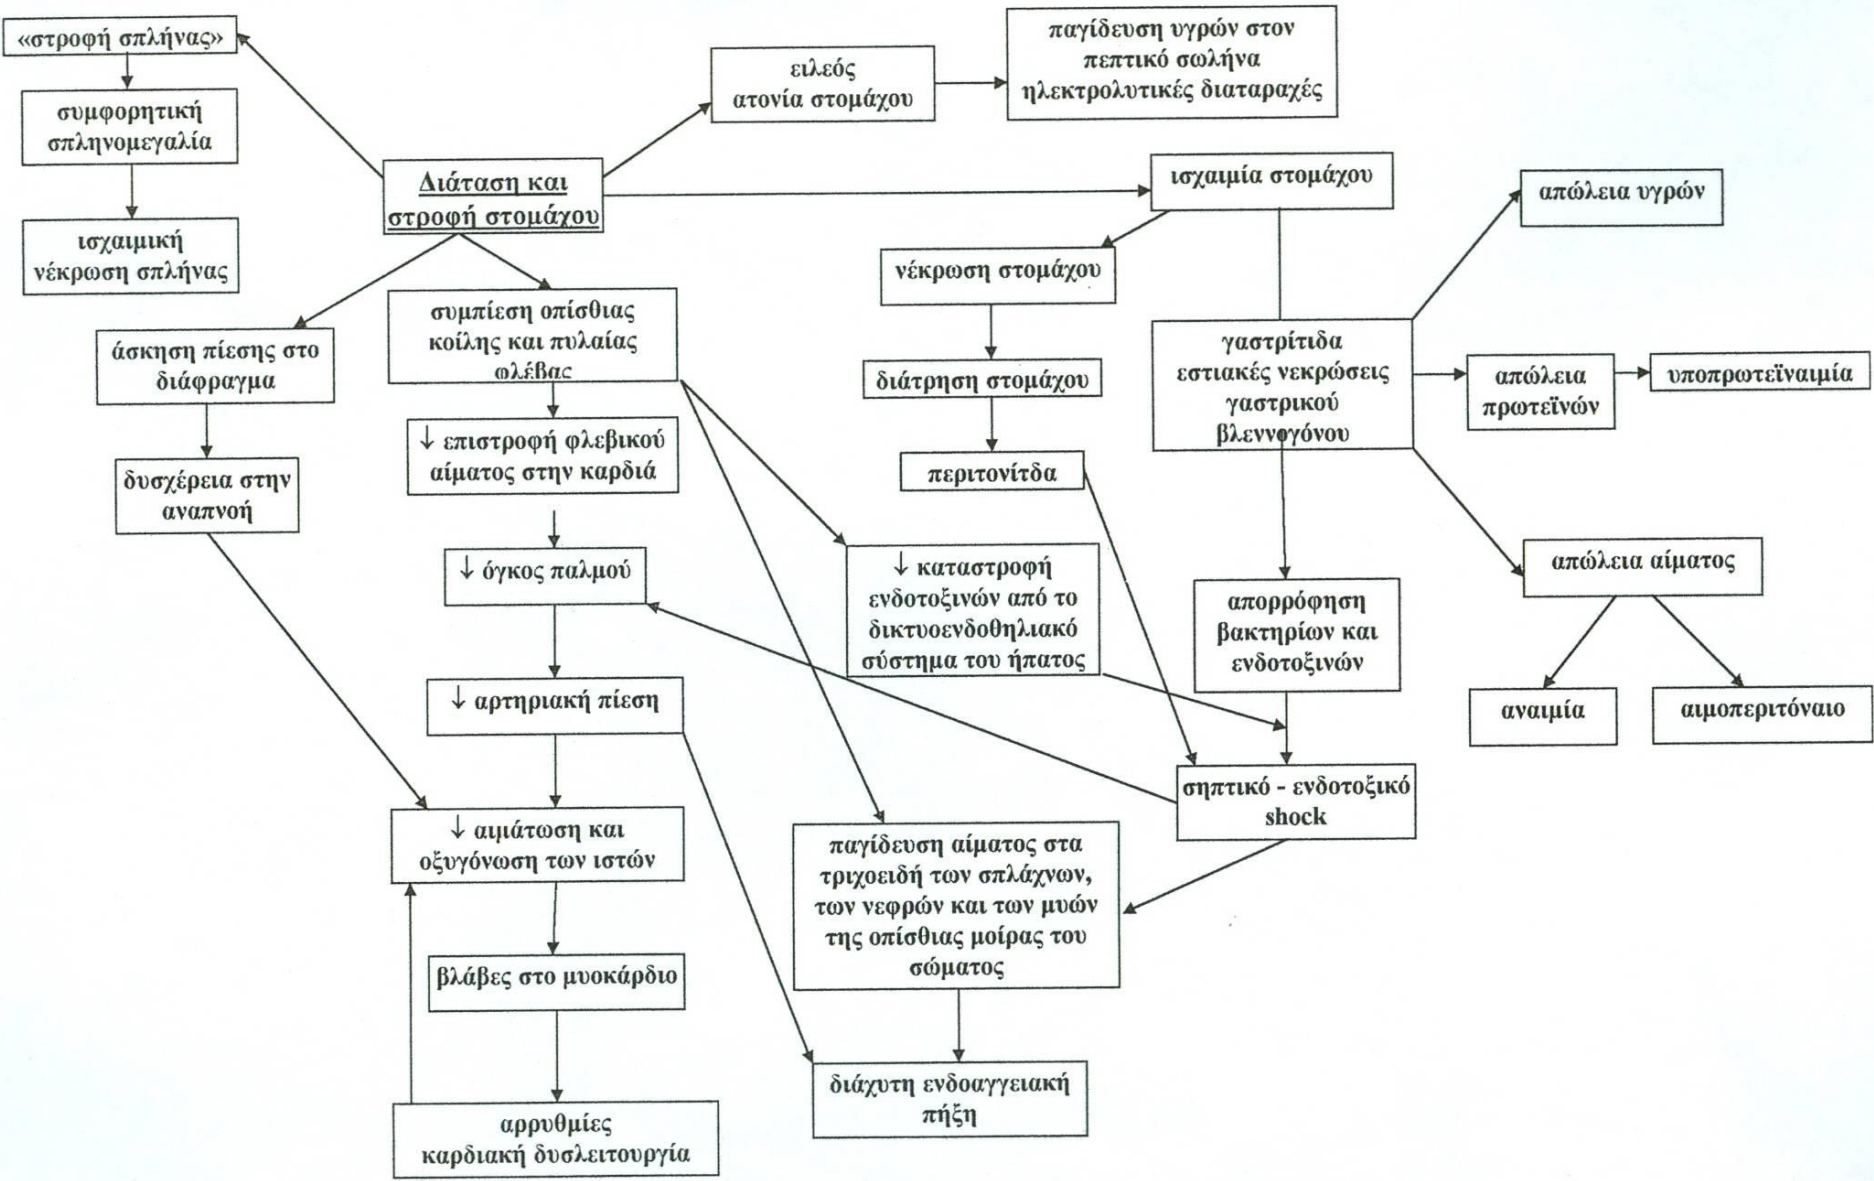 «στροφή σπλήνας»
συμφορητική
σπληνομεγαλία
ισχαιμική
νέκρωση σπλήνας
ειλεός
ατονία στομάχου
παγίδευση υγρών στον
πεπτικό σωλήνα
ηλεκτρολυτικές διαταραχές
Διάταση και
στροφή στομάχου
ισχαιμία στομάχου
απώλεια υγρών
νέκρωση στομάχου
άσκηση πίεσης στο
διάφραγμα
συμπίεση οπίσθιας
κοίλης και πυλαίας
φλέβας
διάτρηση στομάχου
γαστρίτιδα
εστιακές νεκρώσεις
γαστρικού
βλεννογόνου
απώλεια
πρωτεϊνών
υποπρωτεϊναιμία
δυσχέρεια στην
αναπνοή
↓ επιστροφή φλεβικού
αίματος στην καρδιά
περιτονίτδα
↓ όγκος παλμού
↓ καταστροφή
ενδοτοξινών από το
δικτυοενδοθηλιακό
σύστημα του ήπατος
απορρόφηση
βακτηρίων και
ενδοτοξινών
απώλεια αίματος
αναιμία
αιμοπεριτόναιο
↓ αρτηριακή πίεση
σηπτικό - ενδοτοξικό
shock
↓ αιμάτωση και
οξυγόνωση των ιστών
παγίδευση αίματος στα
τριχοειδή των σπλάχνων,
των νεφρών και των μυών
της οπίσθιας μοίρας του
σώματος
βλάβες στο μυοκάρδιο
διάχυτη ενδοαγγειακή
πήξη
αρρυθμίες
καρδιακή δυσλειτουργία